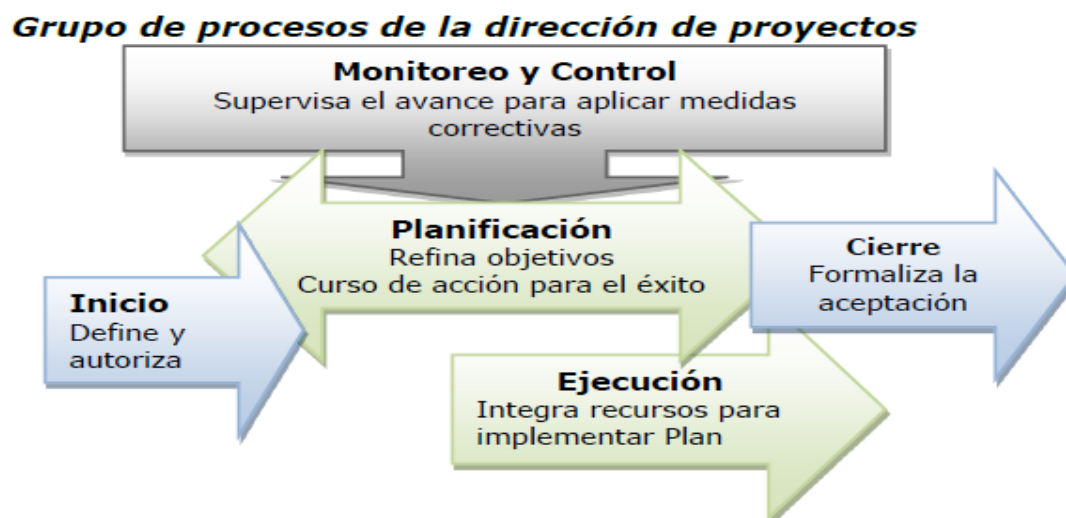 Grupo de procesos de la dirección de proyectos
Monitoreo y Control
Supervisa el avance para aplicar medidas
correctivas
Planificación
Refina objetivos
Curso de acción para el éxito
Inicio
Define y
autoriza
Cierre
Formaliza la
aceptación
Ejecución
Integra recursos para
implementar Plan